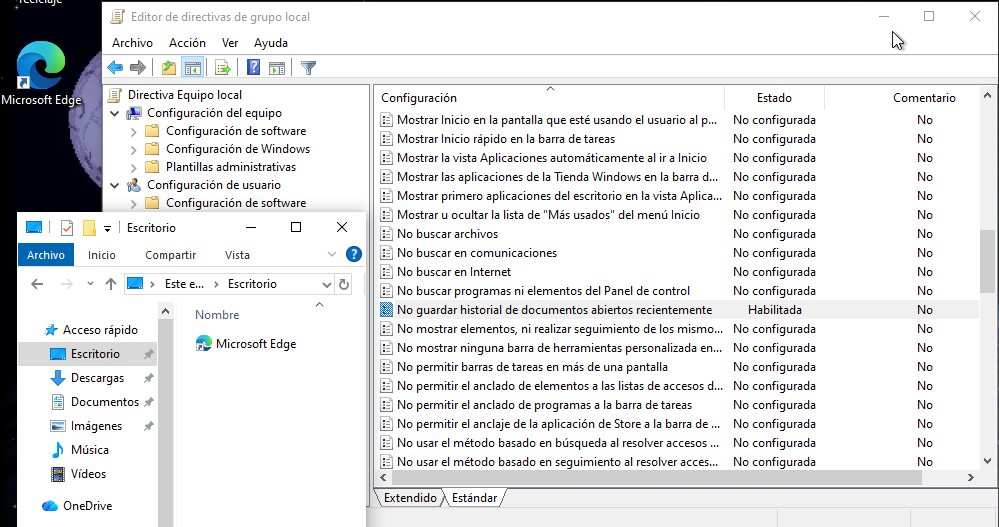 reciclaje
Microsoft Edge
Editor de directivas de grupo local
Archivo Acción Ver Ayuda
Directiva Equipo local
Configuración del equipo
Configuración de software
Configuración de Windows
Plantillas administrativas
Configuración de usuario
Configuración de software
Configuración Estado Comentario
Mostrar Inicio en la pantalla que esté usando el usuario al p... No configurada No
Mostrar Inicio rápido en la barra de tareas No configurada No
Mostrar la vista Aplicaciones automáticamente al ir a Inicio No configurada No
Mostrar las aplicaciones de la Tienda Windows en la barra d... No configurada No
Mostrar primero aplicaciones del escritorio en la vista Aplica... No configurada No
Mostrar u ocultar la lista de "Más usados" del menú Inicio No configurada No
No buscar archivos No configurada No
No buscar en comunicaciones No configurada No
No buscar en Internet No configurada No
No buscar programas ni elementos del Panel de control No configurada No
No guardar historial de documentos abiertos recientemente Habilitada No
No mostrar elementos, ni realizar seguimiento de los mismo... No configurada No
No mostrar ninguna barra de herramientas personalizada en... No configurada No
No permitir barras de tareas en más de una pantalla No configurada No
No permitir el anclado de elementos a las listas de accesos d... No configurada No
No permitir el anclado de programas a la barra de tareas No configurada No
No permitir el anclaje de la aplicación de Store a la barra de ... No configurada No
No usar el método basado en búsqueda al resolver accesos ... No configurada No
No usar el método basado en seguimiento al resolver acces... No configurada No
Extendido Estándar
Escritorio
Archivo Inicio Compartir Vista
Este e... Escritorio
Nombre
Microsoft Edge
Acceso rápido
Escritorio
Descargas
Documentos
Imágenes
Música
Vídeos
OneDrive